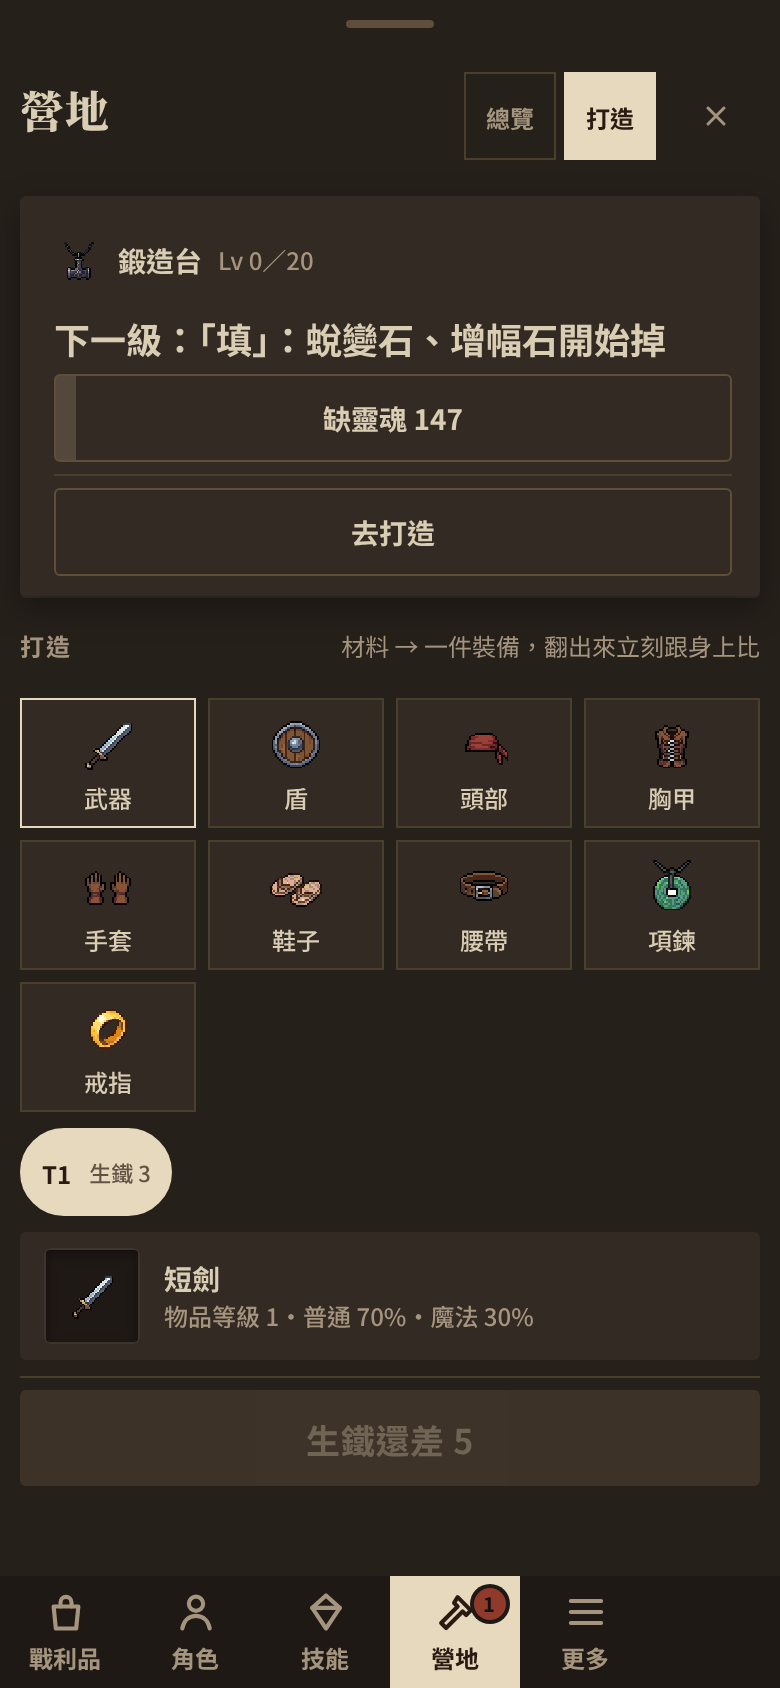 營地
總覽
打造
鍛造台 Lv 0／20
下一級：「填」：蛻變石、增幅石開始掉
缺靈魂 147
去打造
打造
材料 → 一件裝備，翻出來立刻跟身上比
武器
盾
頭部
胸甲
手套
鞋子
腰帶
項鍊
戒指
T1 生鐵 3
短劍
物品等級 1・普通 70%・魔法 30%
生鐵還差 5
戰利品
角色
技能
1
營地
更多